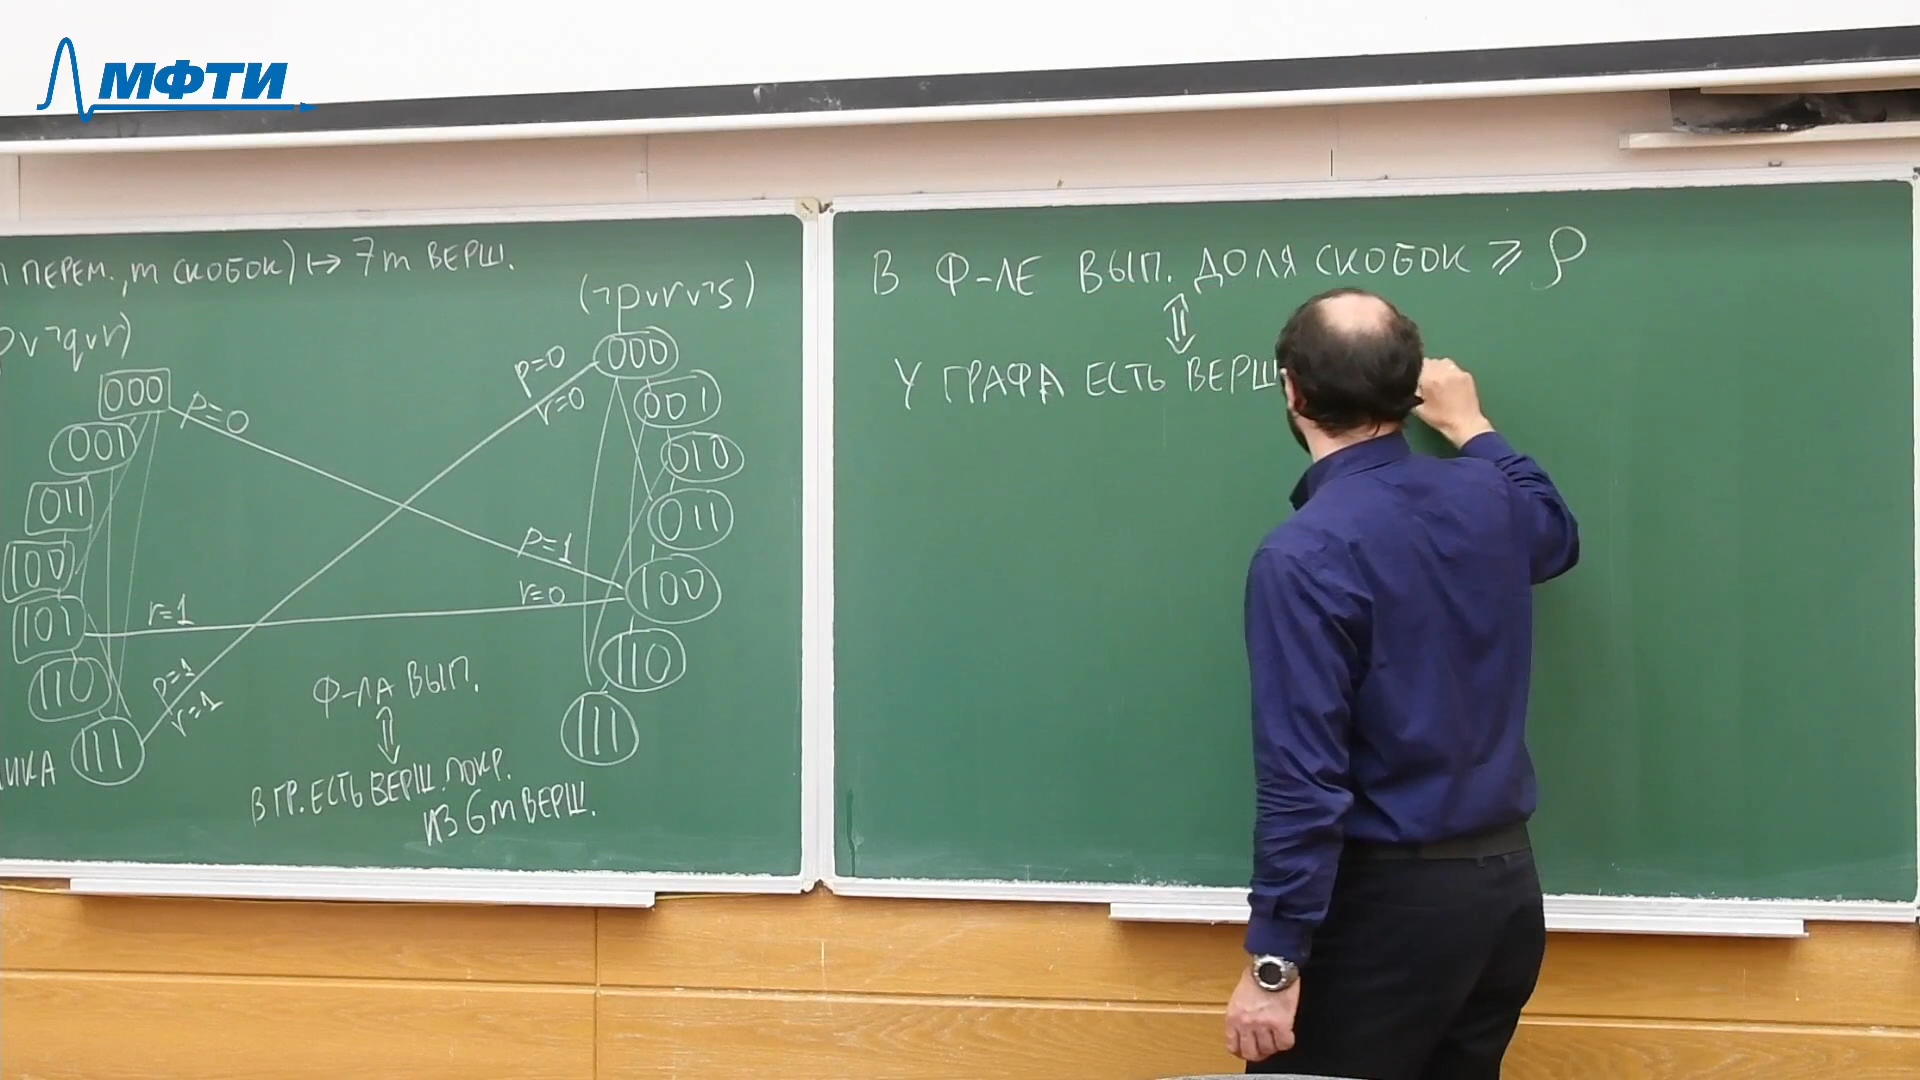 МФТИ
ПЕРЕМ., m СКОБОК) ↦ 7m ВЕРШ.
p∨¬q∨r)
000
001
011
100
101
110
111
P=0
r=1
p=1
r=1
(¬p∨r∨¬s)
000
001
010
011
100
110
111
p=0
r=0
P=1
r=0
Ф-ЛА ВЫП.
⇕
В ГР. ЕСТЬ ВЕРШ. ПОКР.
ИЗ 6m ВЕРШ.
В Ф-ЛЕ ВЫП. ДОЛЯ СКОБОК ⩾ ρ
⇕
У ГРАФА ЕСТЬ ВЕРШ